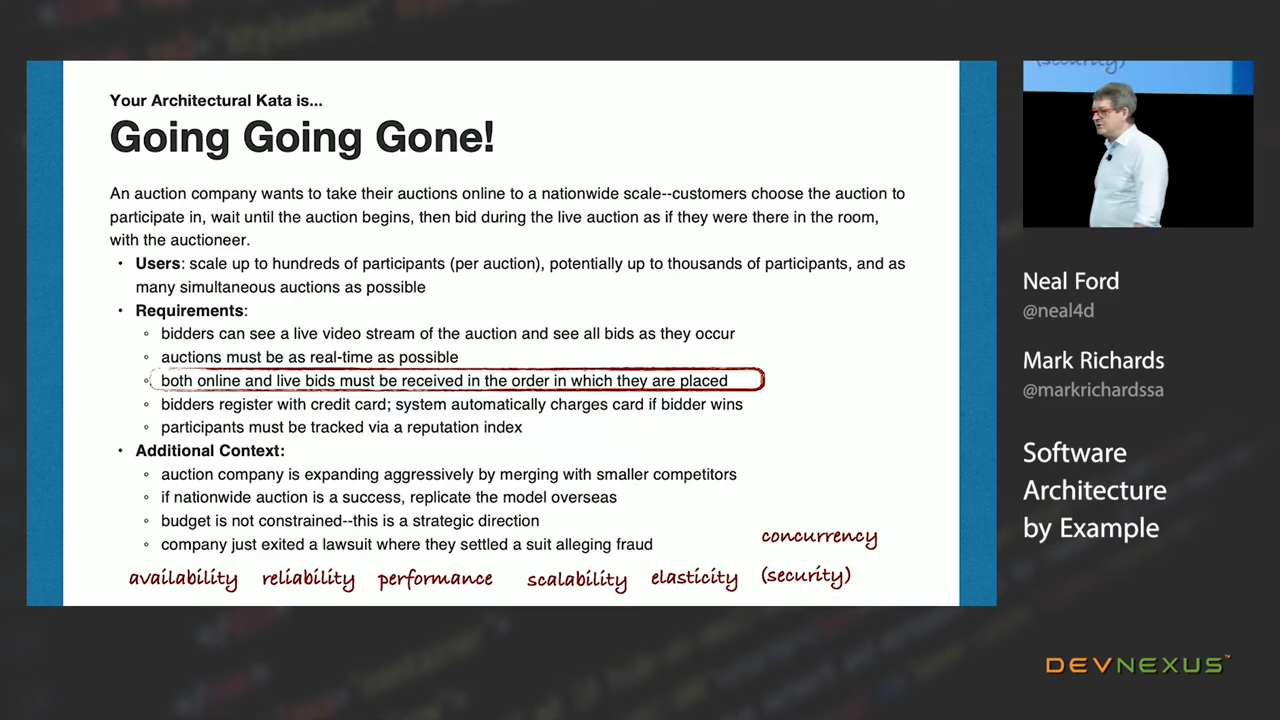 Your Architectural Kata is...
Going Going Gone!
An auction company wants to take their auctions online to a nationwide scale--customers choose the auction to
participate in, wait until the auction begins, then bid during the live auction as if they were there in the room,
with the auctioneer.
• Users: scale up to hundreds of participants (per auction), potentially up to thousands of participants, and as
many simultaneous auctions as possible
• Requirements:
◦ bidders can see a live video stream of the auction and see all bids as they occur
◦ auctions must be as real-time as possible
◦ both online and live bids must be received in the order in which they are placed
◦ bidders register with credit card; system automatically charges card if bidder wins
◦ participants must be tracked via a reputation index
• Additional Context:
◦ auction company is expanding aggressively by merging with smaller competitors
◦ if nationwide auction is a success, replicate the model overseas
◦ budget is not constrained--this is a strategic direction
◦ company just exited a lawsuit where they settled a suit alleging fraud
concurrency
availability reliability performance scalability elasticity (security)
(security)
Neal Ford
@neal4d
Mark Richards
@markrichardssa
Software
Architecture
by Example
DEVNEXUS™